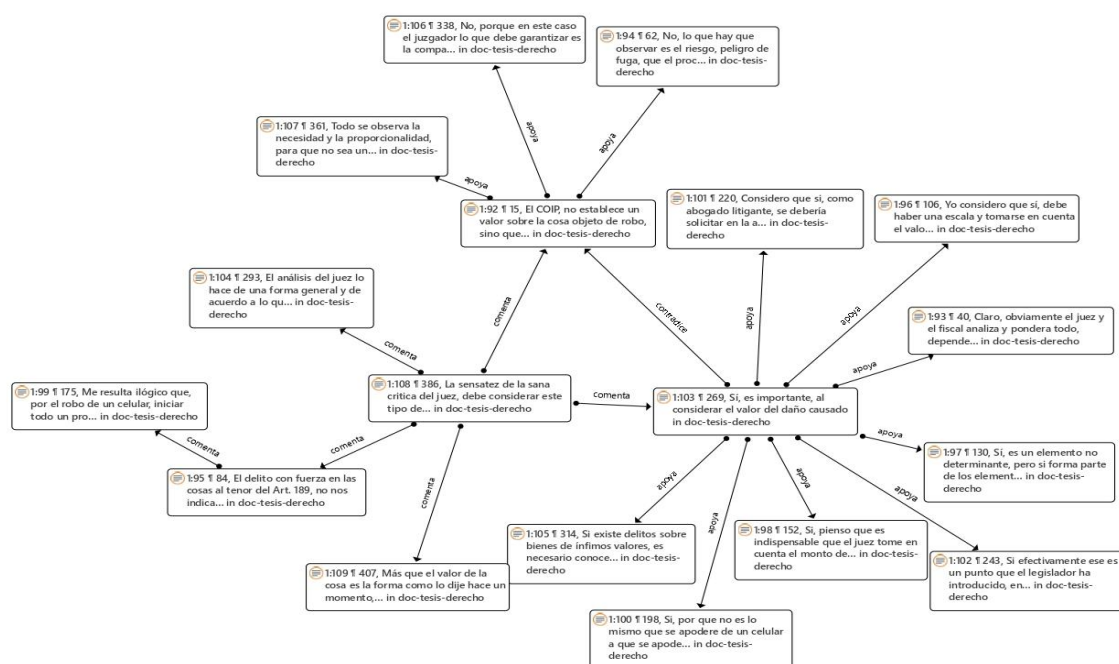 1:106 ¶ 338, No, porque en este caso
el juzgador lo que debe garantizar es
la compa... in doc-tesis-derecho
1:94 ¶ 62, No, lo que hay que
observar es el riesgo, peligro de
fuga, que el proc... in doc-tesis-
derecho
apoya
apoya
1:107 ¶ 361, Todo se observa la
necesidad y la proporcionalidad,
para que no sea un... in doc-tesis-
derecho
apoya
1:92 ¶ 15, El COIP, no establece un
valor sobre la cosa objeto de robo,
sino que... in doc-tesis-derecho
1:101 ¶ 220, Considero que si, como
abogado litigante, se debería
solicitar en la a... in doc-tesis-
derecho
1:96 ¶ 106, Yo considero que sí, debe
haber una escala y tomarse en cuenta
el valo... in doc-tesis-derecho
1:104 ¶ 293, El análisis del juez lo
hace de una forma general y de
acuerdo a lo qu... in doc-tesis-
derecho
comenta
contradice
apoya
apoya
1:93 ¶ 40, Claro, obviamente el juez y
el fiscal analiza y pondera todo,
depende... in doc-tesis-derecho
comenta
apoya
1:99 ¶ 175, Me resulta ilógico que,
por el robo de un celular, iniciar
todo un pro... in doc-tesis-derecho
1:108 ¶ 386, La sensatez de la sana
critica del juez, debe considerar este
tipo de... in doc-tesis-derecho
comenta
1:103 ¶ 269, Sí, es importante, al
considerar el valor del daño causado
in doc-tesis-derecho
comenta
comenta
comenta
apoya
1:97 ¶ 130, Sí, es un elemento no
determinante, pero si forma parte
de los element... in doc-tesis-
derecho
1:95 ¶ 84, El delito con fuerza en las
cosas al tenor del Art. 189, no nos
indica... in doc-tesis-derecho
apoya
apoya
apoya
apoya
1:105 ¶ 314, Si existe delitos sobre
bienes de ínfimos valores, es
necesario conoce... in doc-tesis-
derecho
1:98 ¶ 152, Si, pienso que es
indispensable que el juez tome en
cuenta el monto de... in doc-tesis-
derecho
1:102 ¶ 243, Si efectivamente ese es
un punto que el legislador ha
introducido, en... in doc-tesis-
derecho
1:109 ¶ 407, Más que el valor de la
cosa es la forma como lo dije hace un
momento,... in doc-tesis-derecho
1:100 ¶ 198, Si, por que no es lo
mismo que se apodere de un celular
a que se apode... in doc-tesis-
derecho